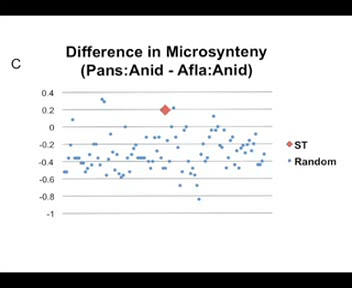 C
Difference in Microsynteny
(Pans:Anid - Afla:Anid)
0.4
0.2
0
-0.2
-0.4
-0.6
-0.8
-1
ST
Random